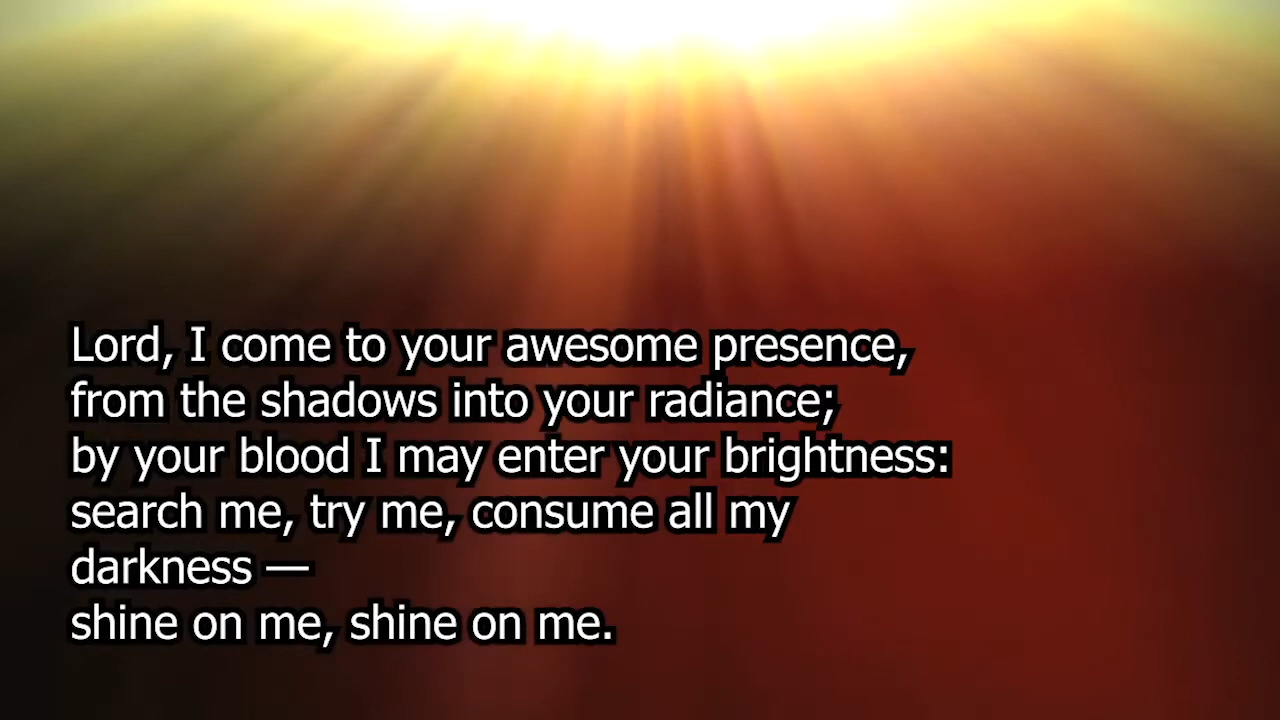 Lord, I come to your awesome presence,
from the shadows into your radiance;
by your blood I may enter your brightness:
search me, try me, consume all my
darkness —
shine on me, shine on me.